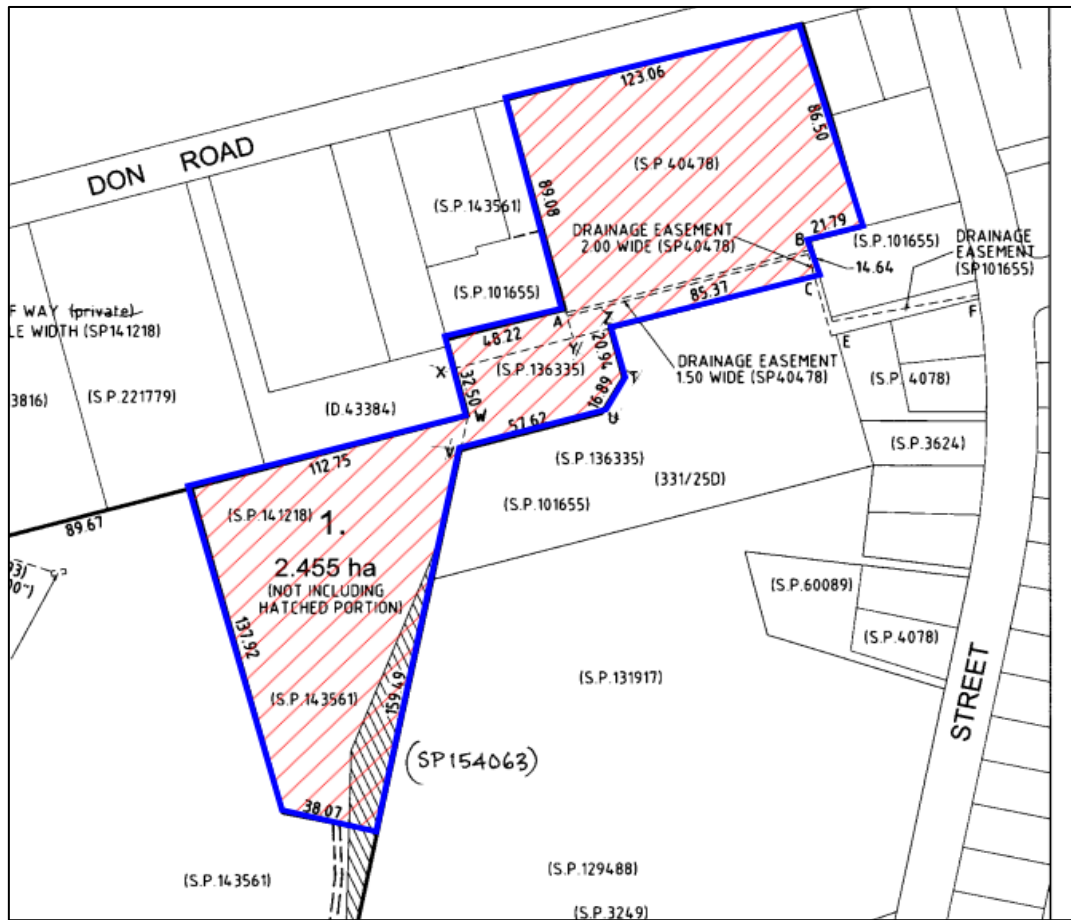 123.06
DON ROAD
86.50
(S.P.40478)
89.08
(S.P.143561)
DRAINAGE EASEMENT
2.00 WIDE (SP40478)
B
21.79
(S.P.101655)
DRAINAGE
EASEMENT
(SP101655)
14.64
C
85.37
F
E
(S.P.101655)
A
Z
48.22
Y
20.94
DRAINAGE EASEMENT
1.50 WIDE (SP40478)
F WAY (private)
LE WIDTH (SP141218)
X
32.50
(S.P.136335)
T
16.89
(S.P. 4078)
3816)
(S.P.221779)
(D.43384)
W
57.62
U
(S.P.3624)
V
112.75
(S.P.136335)
(331/25D)
(S.P.101655)
89.67
(S.P.141218)
1.
2.455 ha
(NOT INCLUDING
HATCHED PORTION)
(S.P.60089)
137.92
(S.P.4078)
(S.P.143561)
159.49
(S.P.131917)
STREET
(SP154063)
38.07
(S.P.143561)
(S.P.129488)
(S.P.3249)